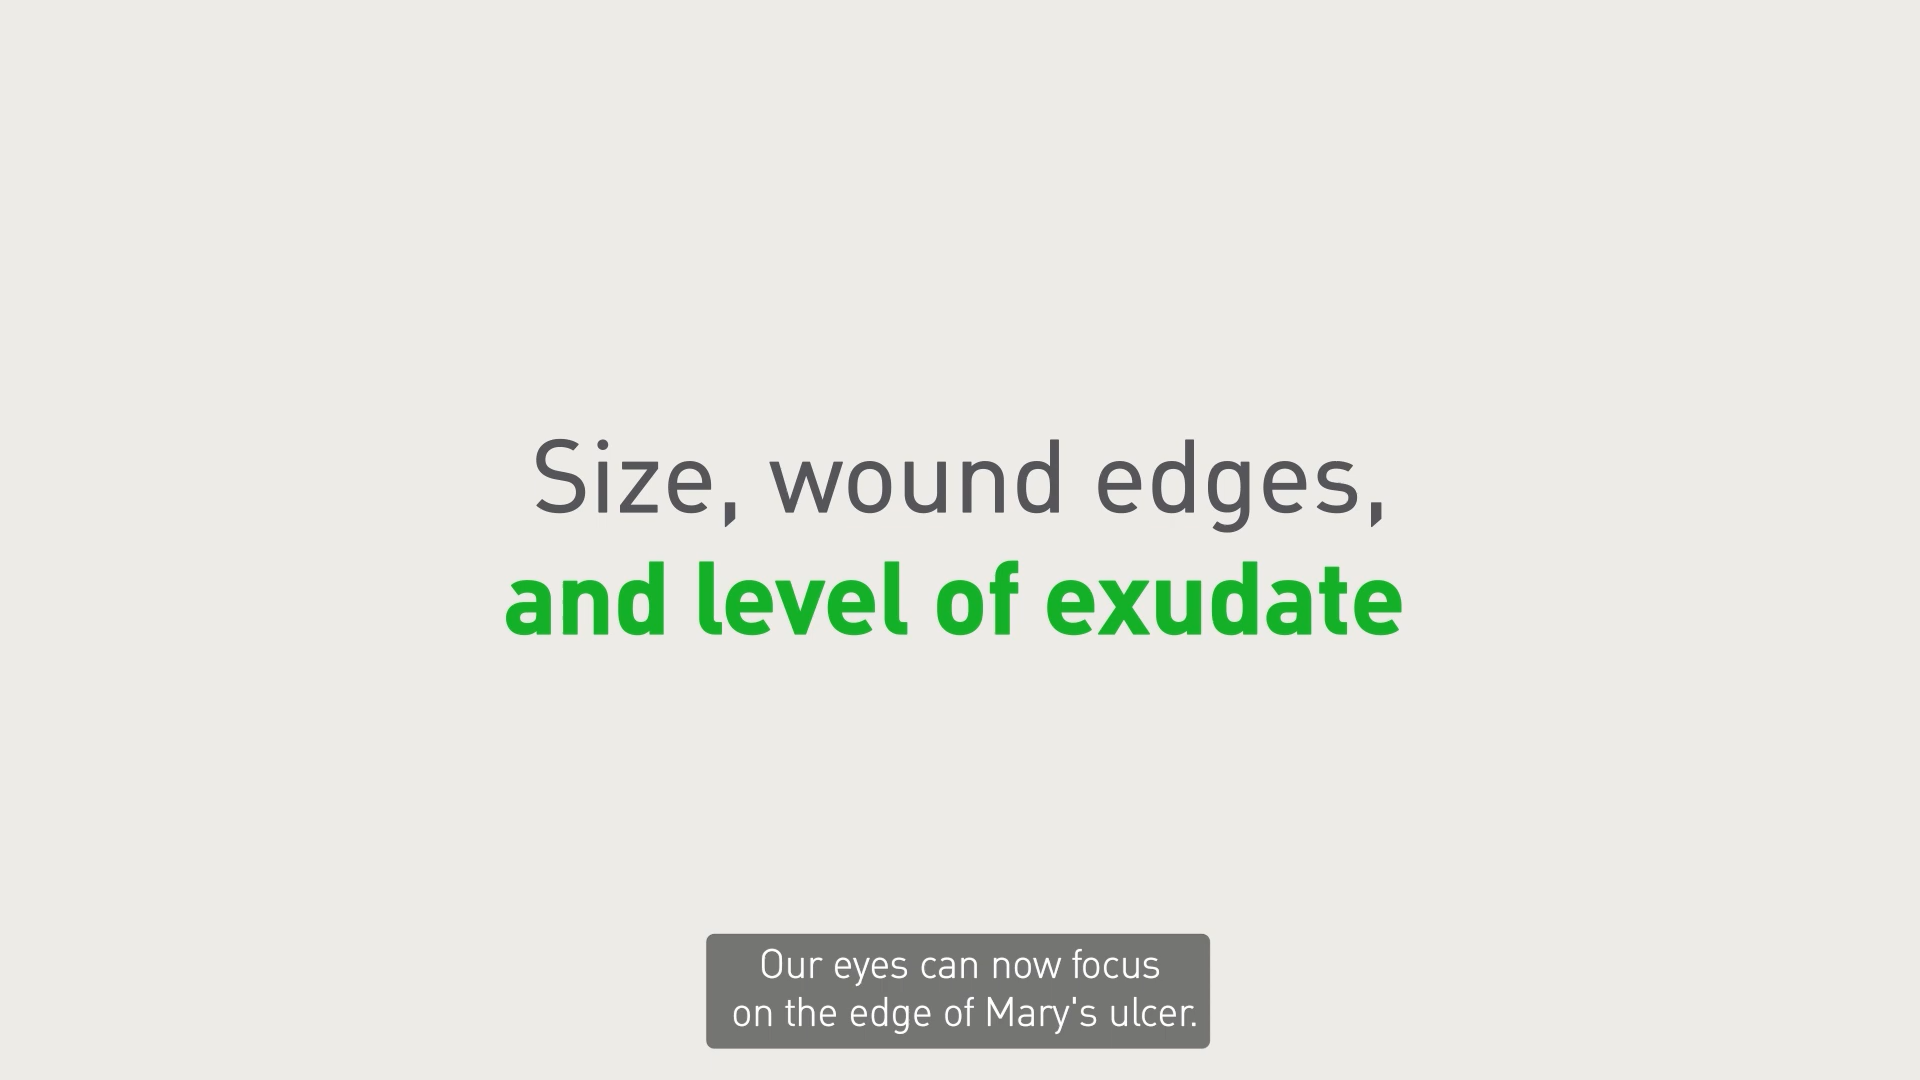 Size, wound edges,
and level of exudate
Our eyes can now focus
on the edge of Mary's ulcer.